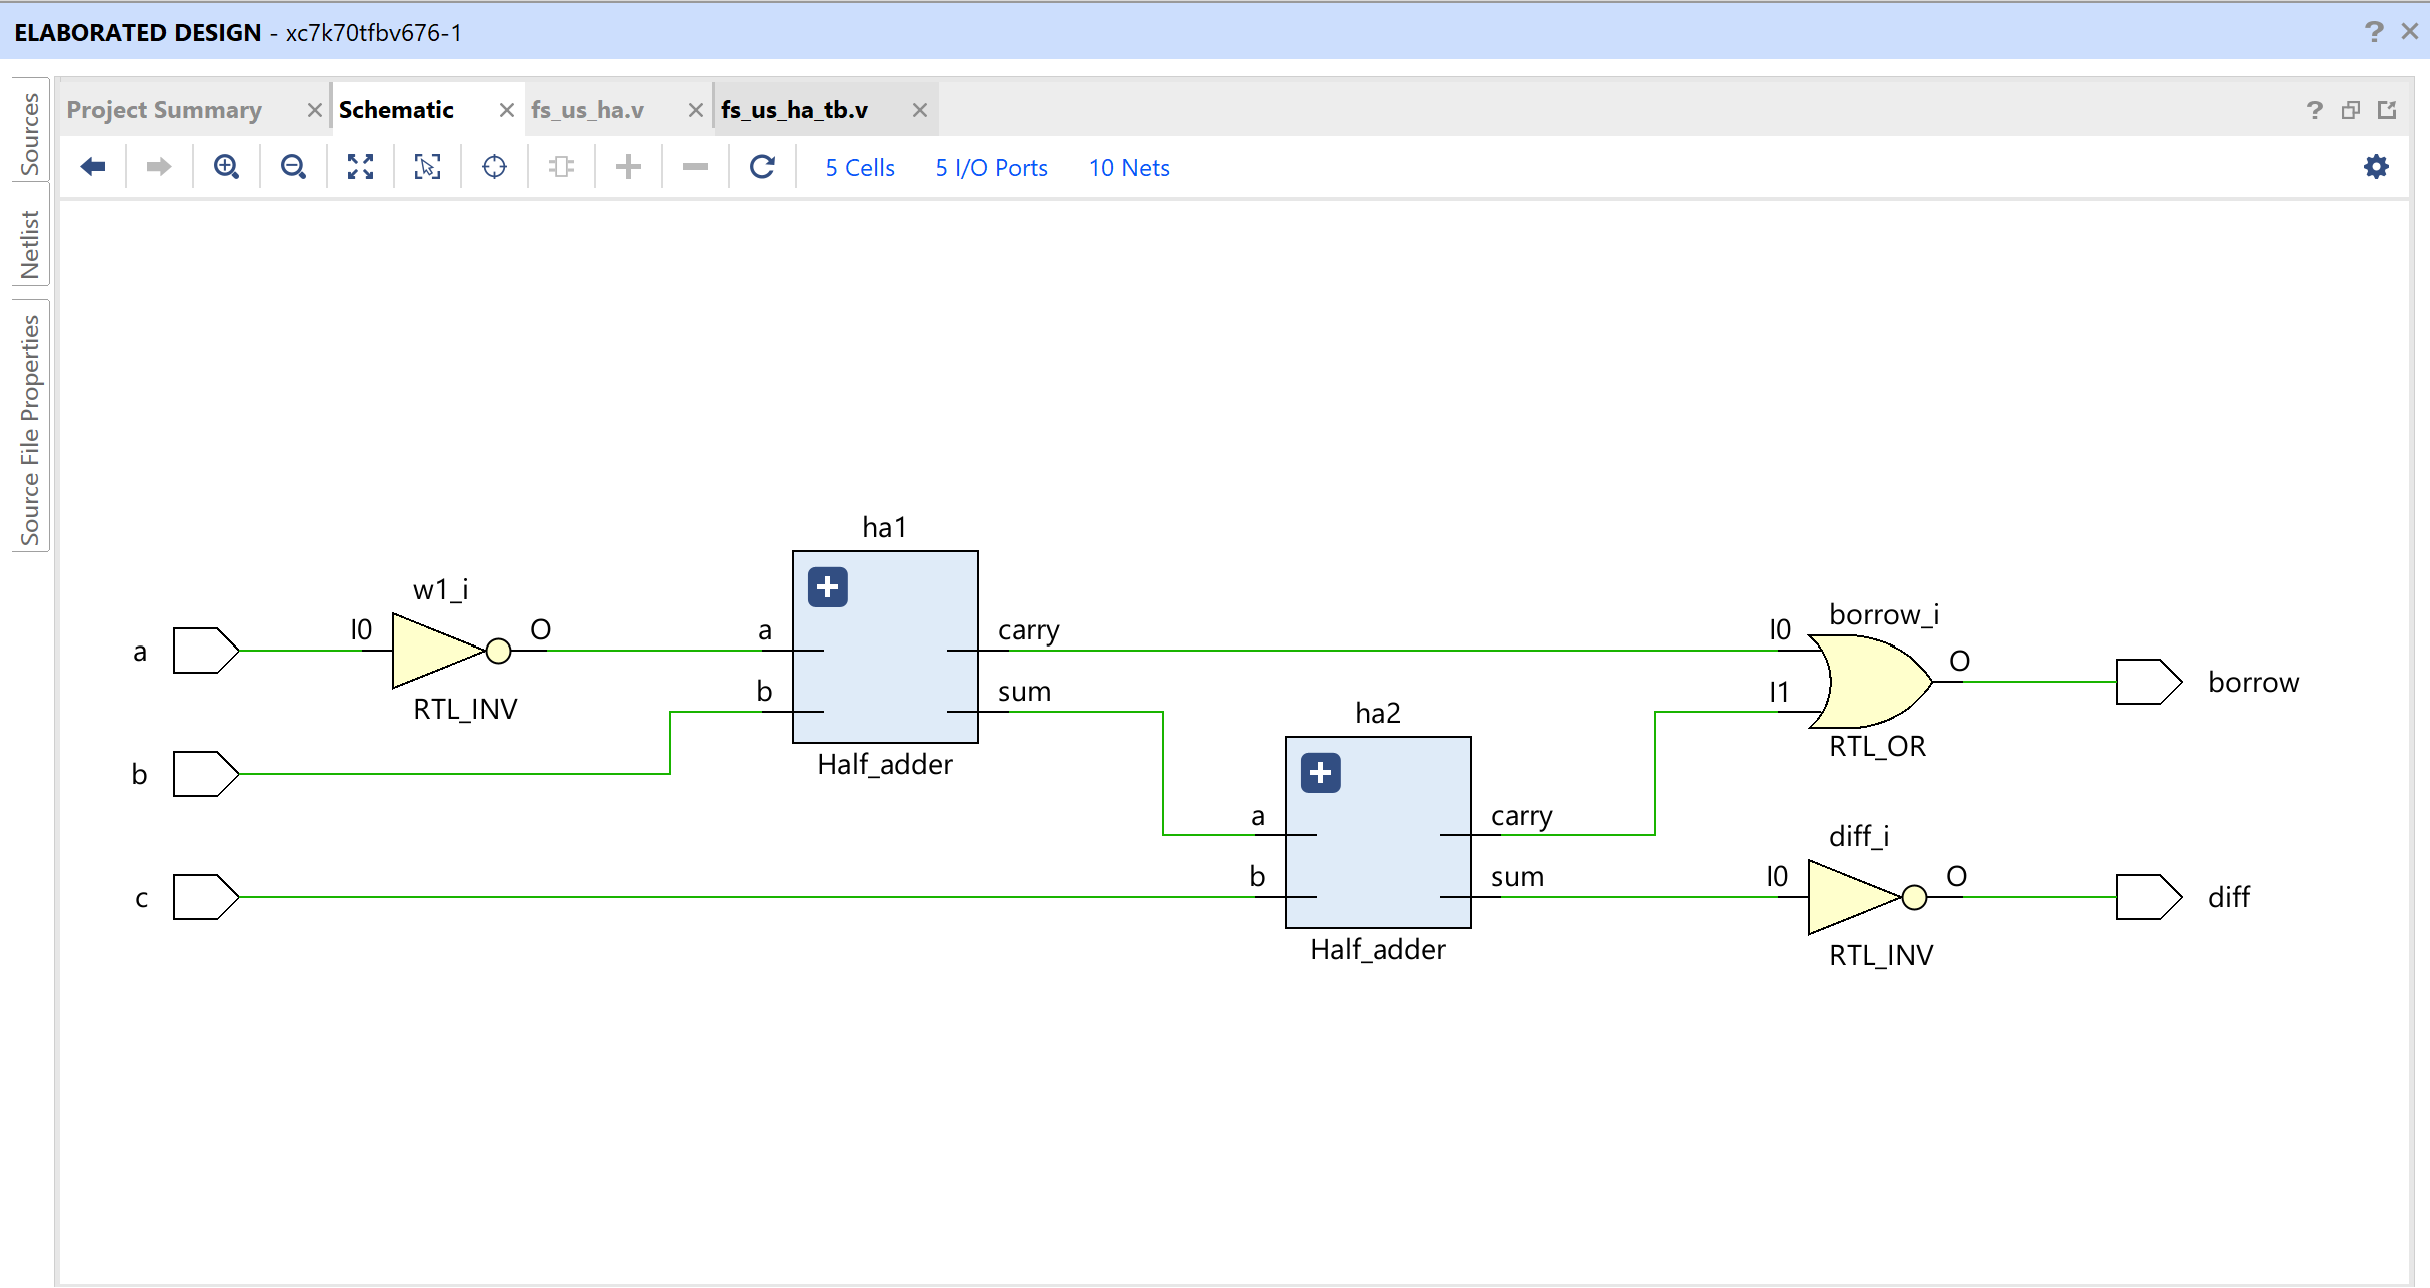 ELABORATED DESIGN - xc7k70tfbv676-1
Sources
Netlist
Source File Properties
Project Summary
Schematic
fs_us_ha.v
fs_us_ha_tb.v
5 Cells
5 I/O Ports
10 Nets
ha1
w1_i
a
I0
O
a
carry
RTL_INV
b
b
sum
Half_adder
I0
borrow_i
I1
O
borrow
RTL_OR
ha2
a
carry
c
b
sum
Half_adder
diff_i
I0
O
diff
RTL_INV